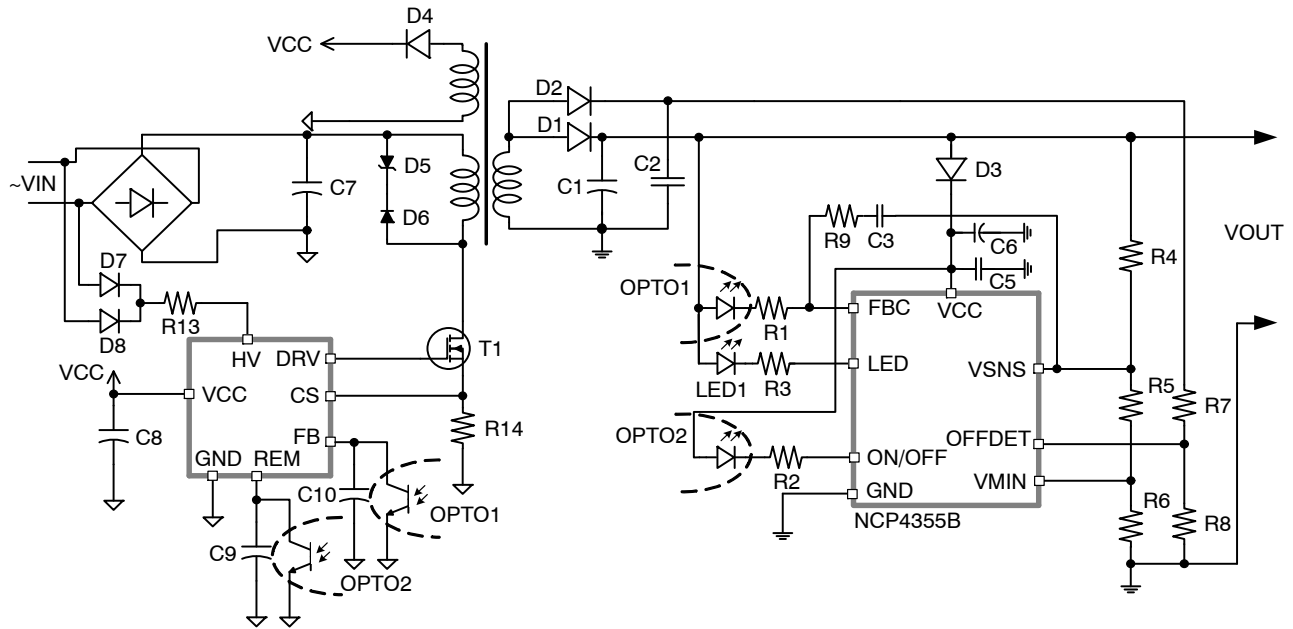 D4
VCC
D2
D1
~VIN
D5
C7
D6
C1
C2
D3
R9
C3
C6
C5
R4
VOUT
D7
D8
R13
OPTO1
R1
FBC
VCC
HV
DRV
T1
LED1
R3
LED
VSNS
VCC
VCC
CS
R5
R7
C8
FB
R14
OPTO2
R2
ON/OFF
OFFDET
GND
REM
GND
VMIN
C10
OPTO1
NCP4355B
R6
R8
C9
OPTO2